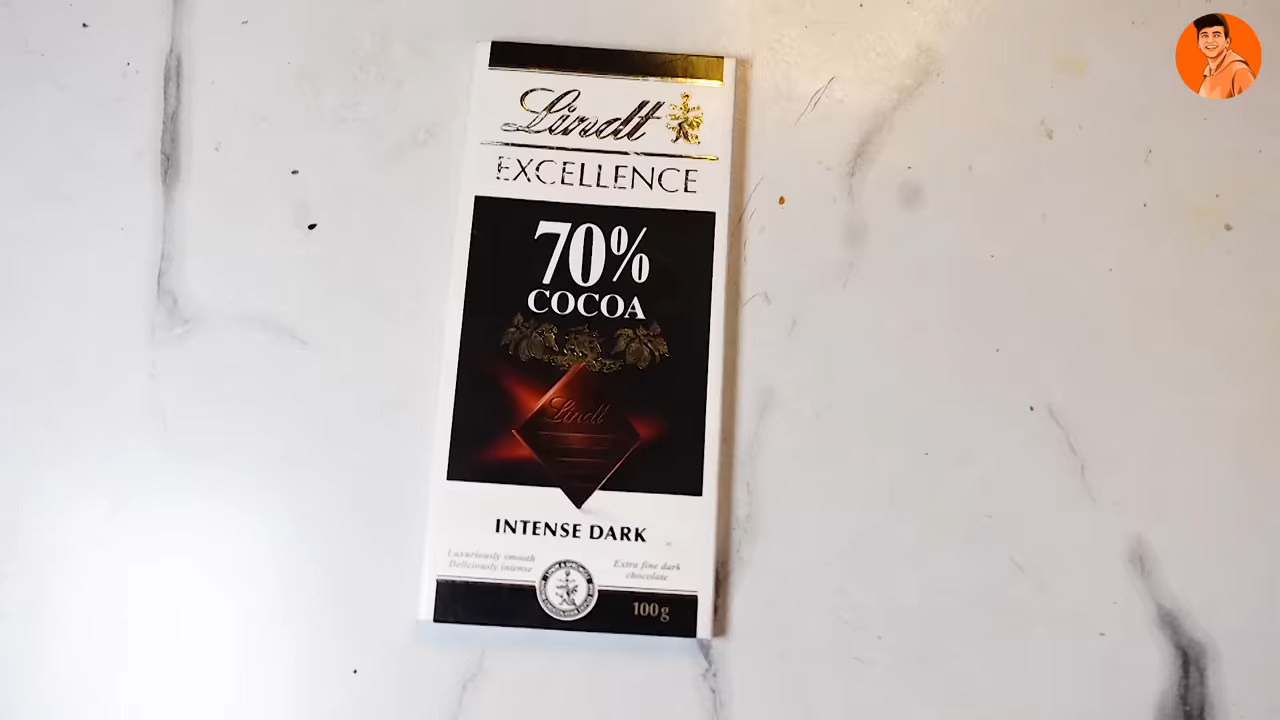 Lindt
EXCELLENCE
70%
COCOA
Lindt
INTENSE DARK
Luxuriously smooth
Deliciously intense
Extra fine dark
chocolate
100g